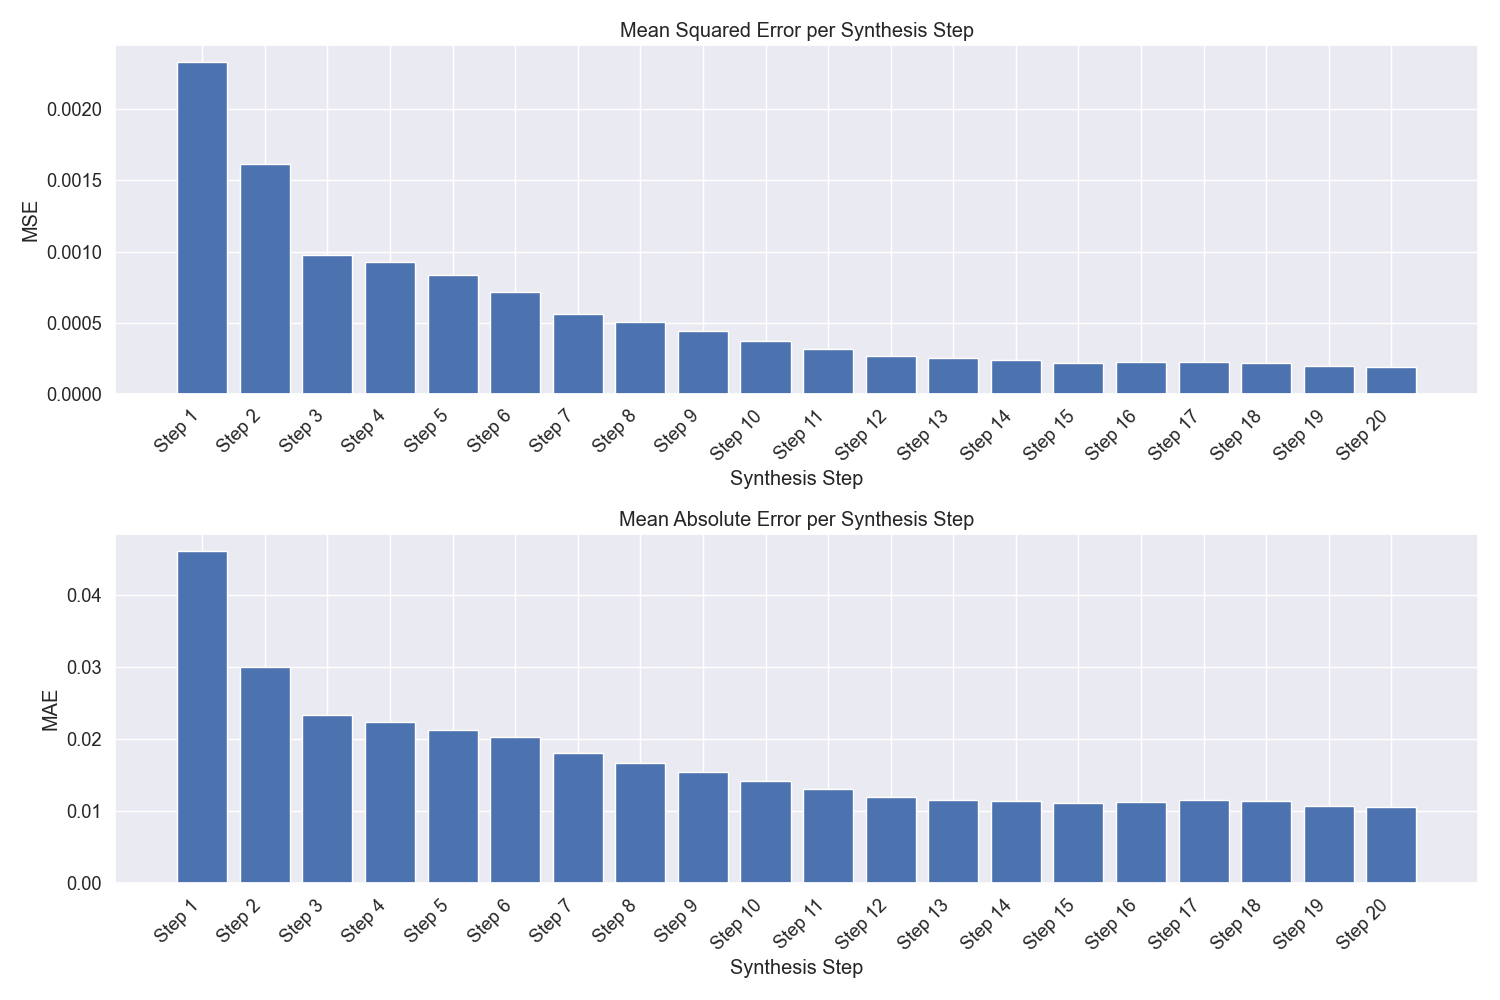 Mean Squared Error per Synthesis Step
MSE
0.0020
0.0015
0.0010
0.0005
0.0000
Step 1 Step 2 Step 3 Step 4 Step 5 Step 6 Step 7 Step 8 Step 9 Step 10 Step 11 Step 12 Step 13 Step 14 Step 15 Step 16 Step 17 Step 18 Step 19 Step 20
Synthesis Step
Mean Absolute Error per Synthesis Step
MAE
0.04
0.03
0.02
0.01
0.00
Step 1 Step 2 Step 3 Step 4 Step 5 Step 6 Step 7 Step 8 Step 9 Step 10 Step 11 Step 12 Step 13 Step 14 Step 15 Step 16 Step 17 Step 18 Step 19 Step 20
Synthesis Step